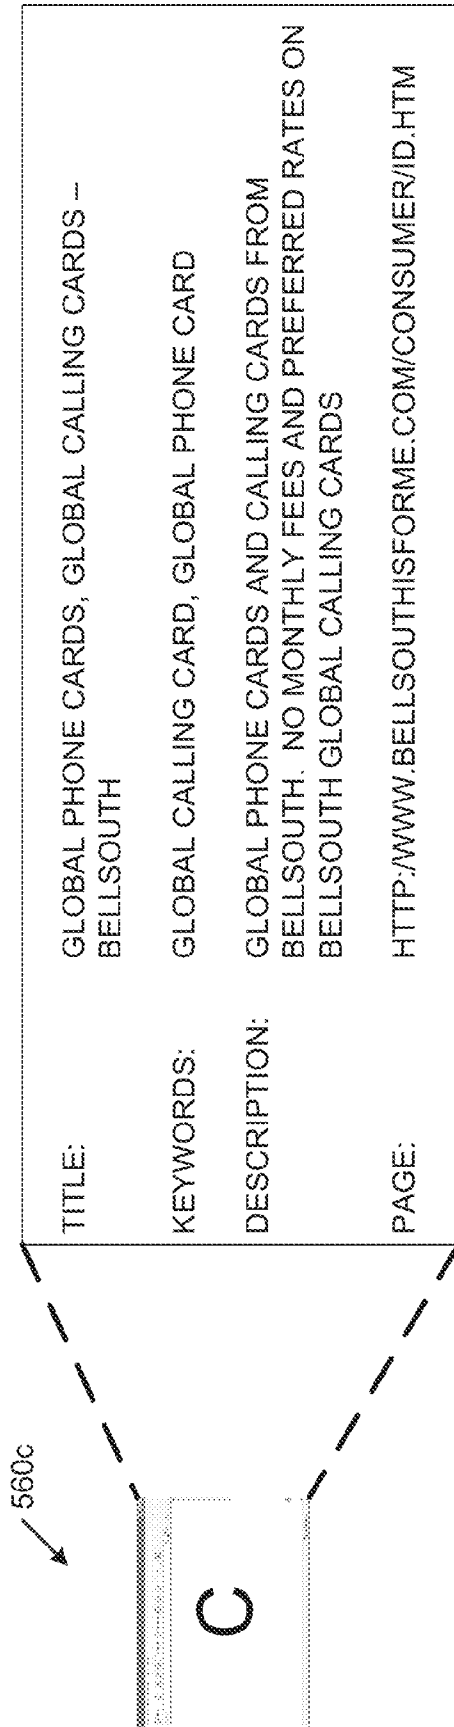 560c
C
TITLE: GLOBAL PHONE CARDS, GLOBAL CALLING CARDS –
BELLSOUTH
KEYWORDS: GLOBAL CALLING CARD, GLOBAL PHONE CARD
DESCRIPTION: GLOBAL PHONE CARDS AND CALLING CARDS FROM
BELLSOUTH. NO MONTHLY FEES AND PREFERRED RATES ON
BELLSOUTH GLOBAL CALLING CARDS
PAGE: HTTP:/WWW.BELLSOUTHISFORME.COM/CONSUMER/ID.HTM